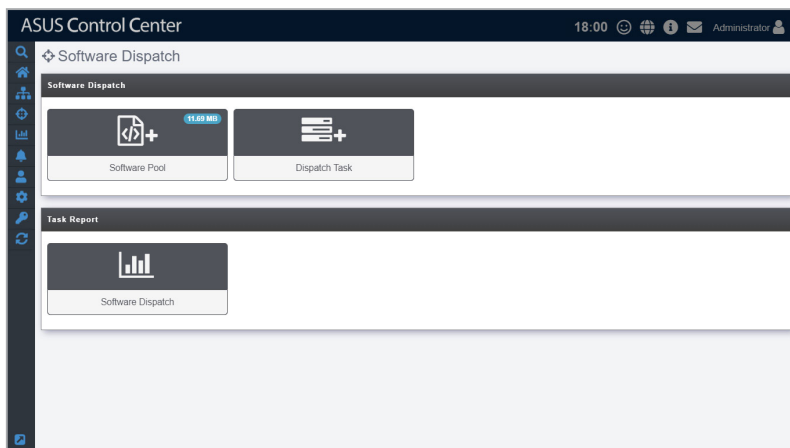 ASUS Control Center
18:00 Administrator
Software Dispatch
Software Dispatch
11.69 MB
Software Pool
Dispatch Task
Task Report
Software Dispatch